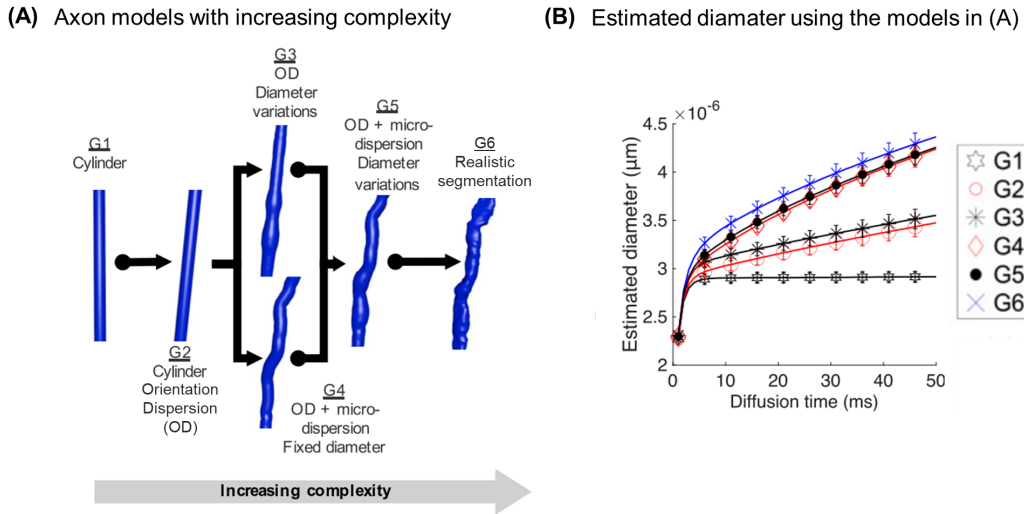 (A) Axon models with increasing complexity
G1
Cylinder
G2
Cylinder
Orientation
Dispersion
(OD)
G3
OD
Diameter
variations
G4
OD + micro-
dispersion
Fixed diameter
G5
OD + micro-
dispersion
Diameter
variations
G6
Realistic
segmentation
Increasing complexity
(B) Estimated diamater using the models in (A)
×10⁻⁶
Estimated diameter (μm)
4.5
4
3.5
3
2.5
2
0 10 20 30 40 50
Diffusion time (ms)
G1
G2
G3
G4
G5
G6